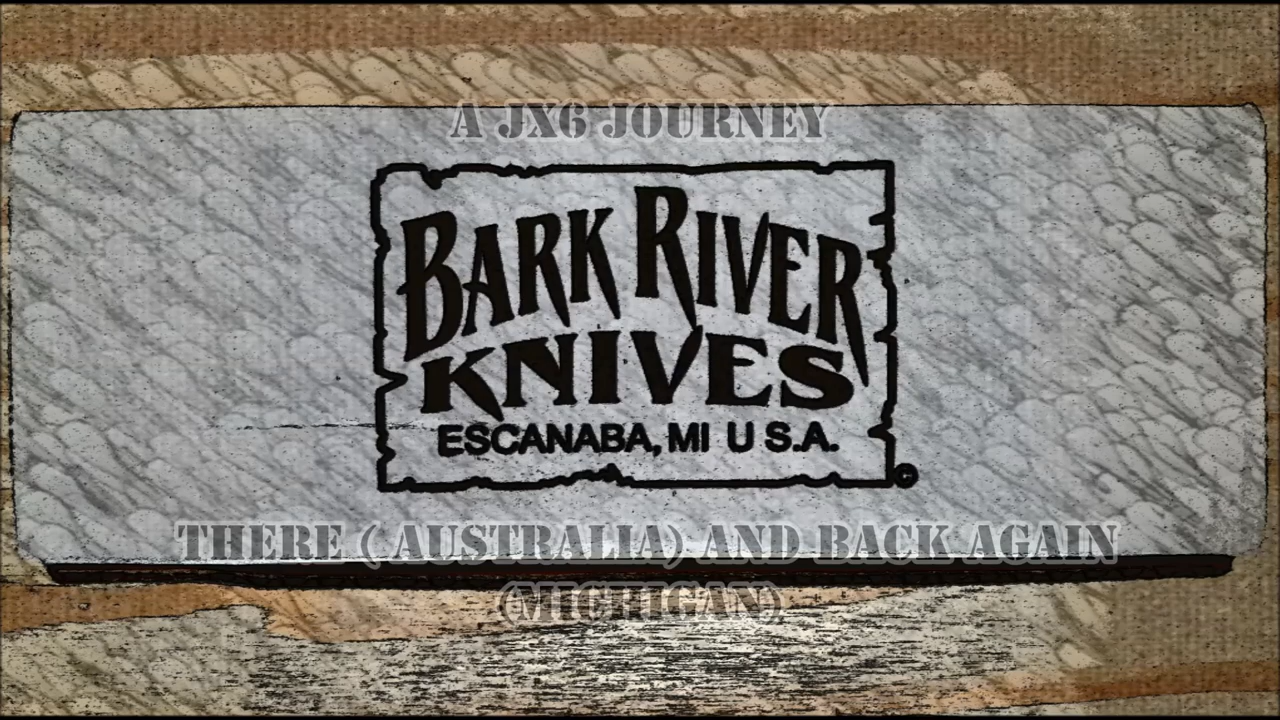 A JX6 JOURNEY
BARK RIVER
KNIVES
ESCANABA, MI U S.A.
©
THERE ( AUSTRALIA) AND BACK AGAIN
(MICHIGAN)